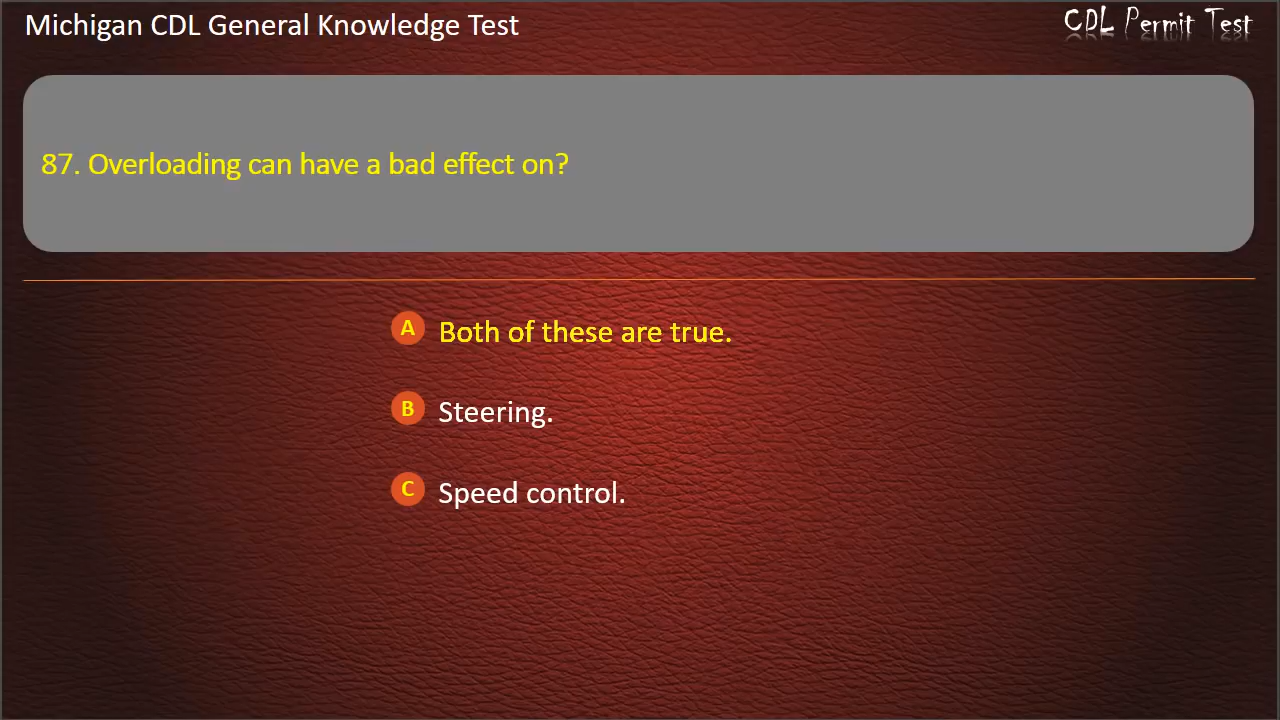 Michigan CDL General Knowledge Test
CDL Permit Test
87. Overloading can have a bad effect on?
A Both of these are true.
B Steering.
C Speed control.